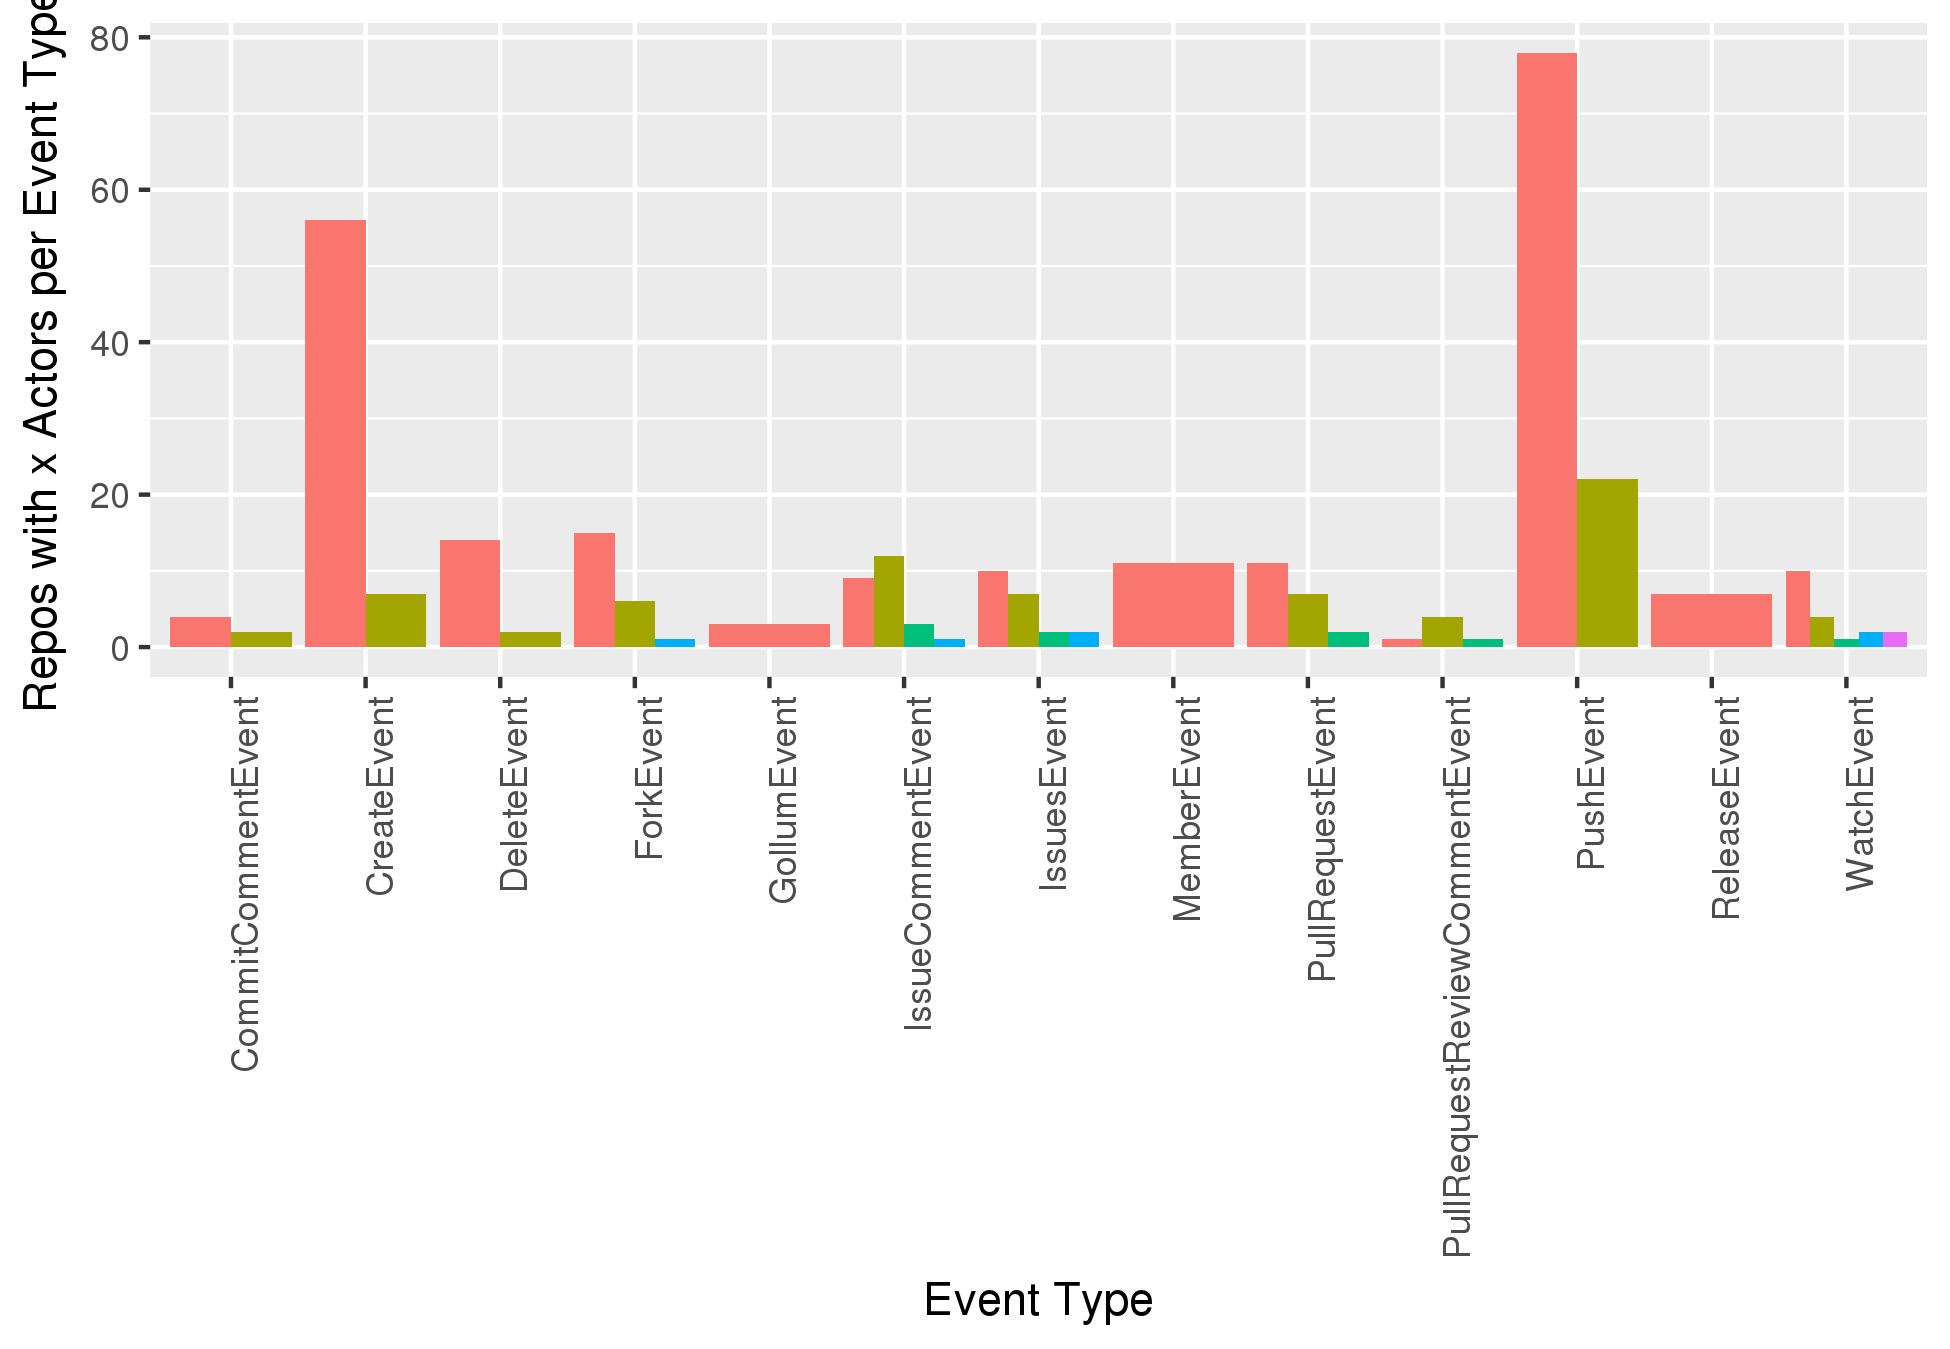 Repos with x Actors per Event Type
80
60
40
20
0
CommitCommentEvent
CreateEvent
DeleteEvent
ForkEvent
GollumEvent
IssueCommentEvent
IssuesEvent
MemberEvent
PullRequestEvent
PullRequestReviewCommentEvent
PushEvent
ReleaseEvent
WatchEvent
Event Type